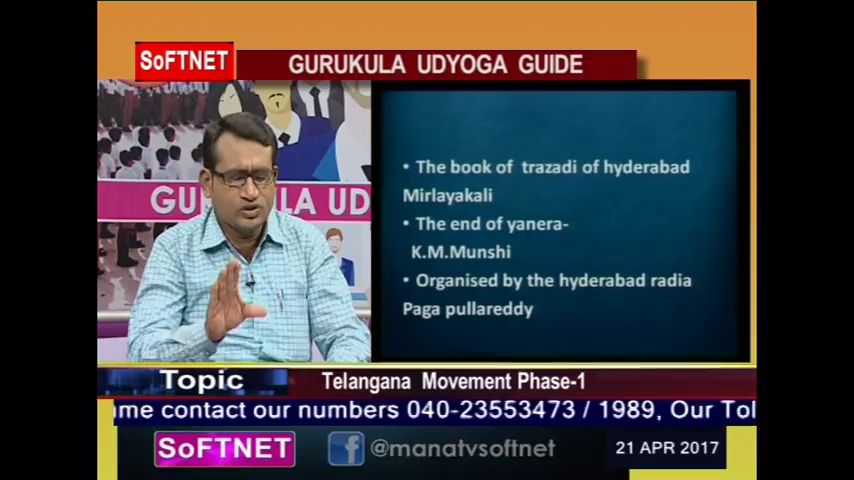 SoFTNET
GURUKULA UDYOGA GUIDE
GU
LA UD
• The book of trazadi of hyderabad
Mirlayakali
• The end of yanera-
K.M.Munshi
• Organised by the hyderabad radia
Paga pullareddy
Topic
Telangana Movement Phase-1
me contact our numbers 040-23553473 / 1989, Our Tol
SoFTNET
@manatvsoftnet
21 APR 2017